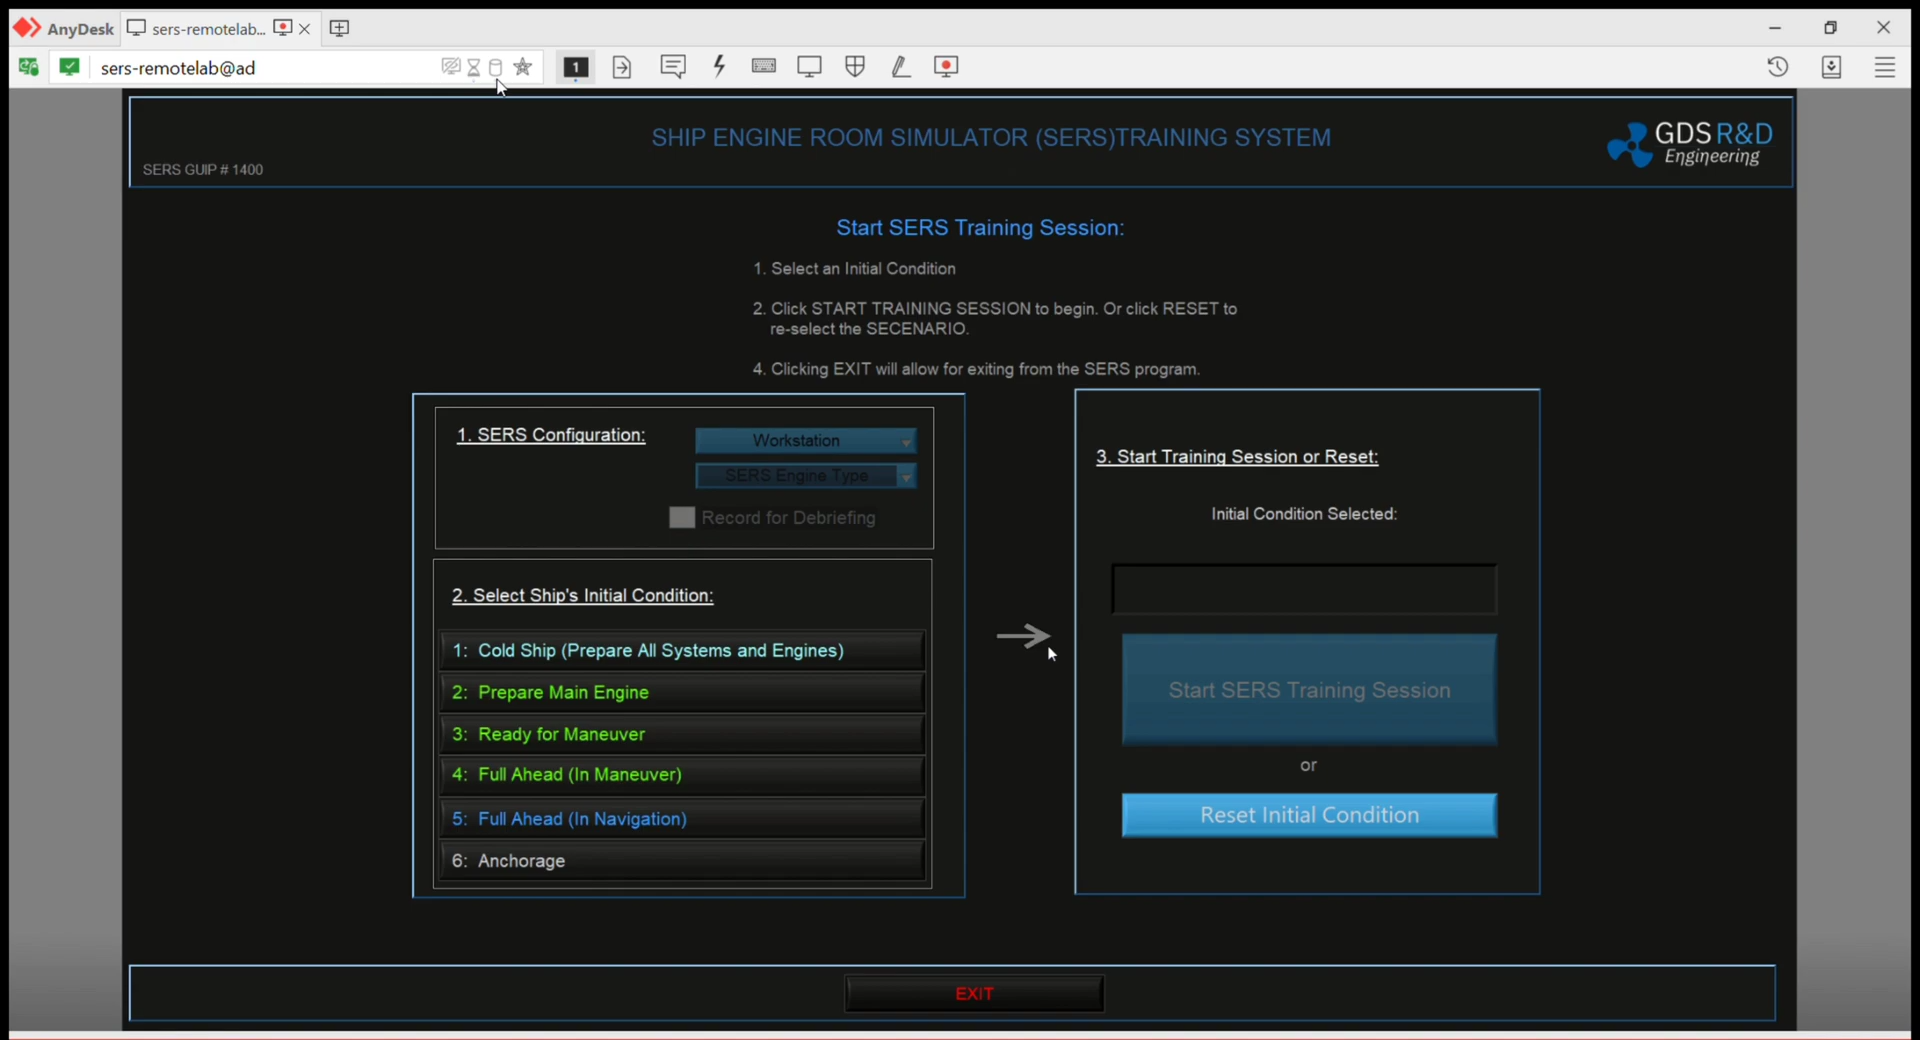 AnyDesk
sers-remotelab...
sers-remotelab@ad
1
SHIP ENGINE ROOM SIMULATOR (SERS)TRAINING SYSTEM
GDS R&D
Engineering
SERS GUIP # 1400
Start SERS Training Session:
1. Select an Initial Condition
2. Click START TRAINING SESSION to begin. Or click RESET to
re-select the SECENARIO.
4. Clicking EXIT will allow for exiting from the SERS program.
1. SERS Configuration:
Workstation
SERS Engine Type
Record for Debriefing
2. Select Ship's Initial Condition:
1: Cold Ship (Prepare All Systems and Engines)
2: Prepare Main Engine
3: Ready for Maneuver
4: Full Ahead (In Maneuver)
5: Full Ahead (In Navigation)
6: Anchorage
3. Start Training Session or Reset:
Initial Condition Selected:
Start SERS Training Session
or
Reset Initial Condition
EXIT